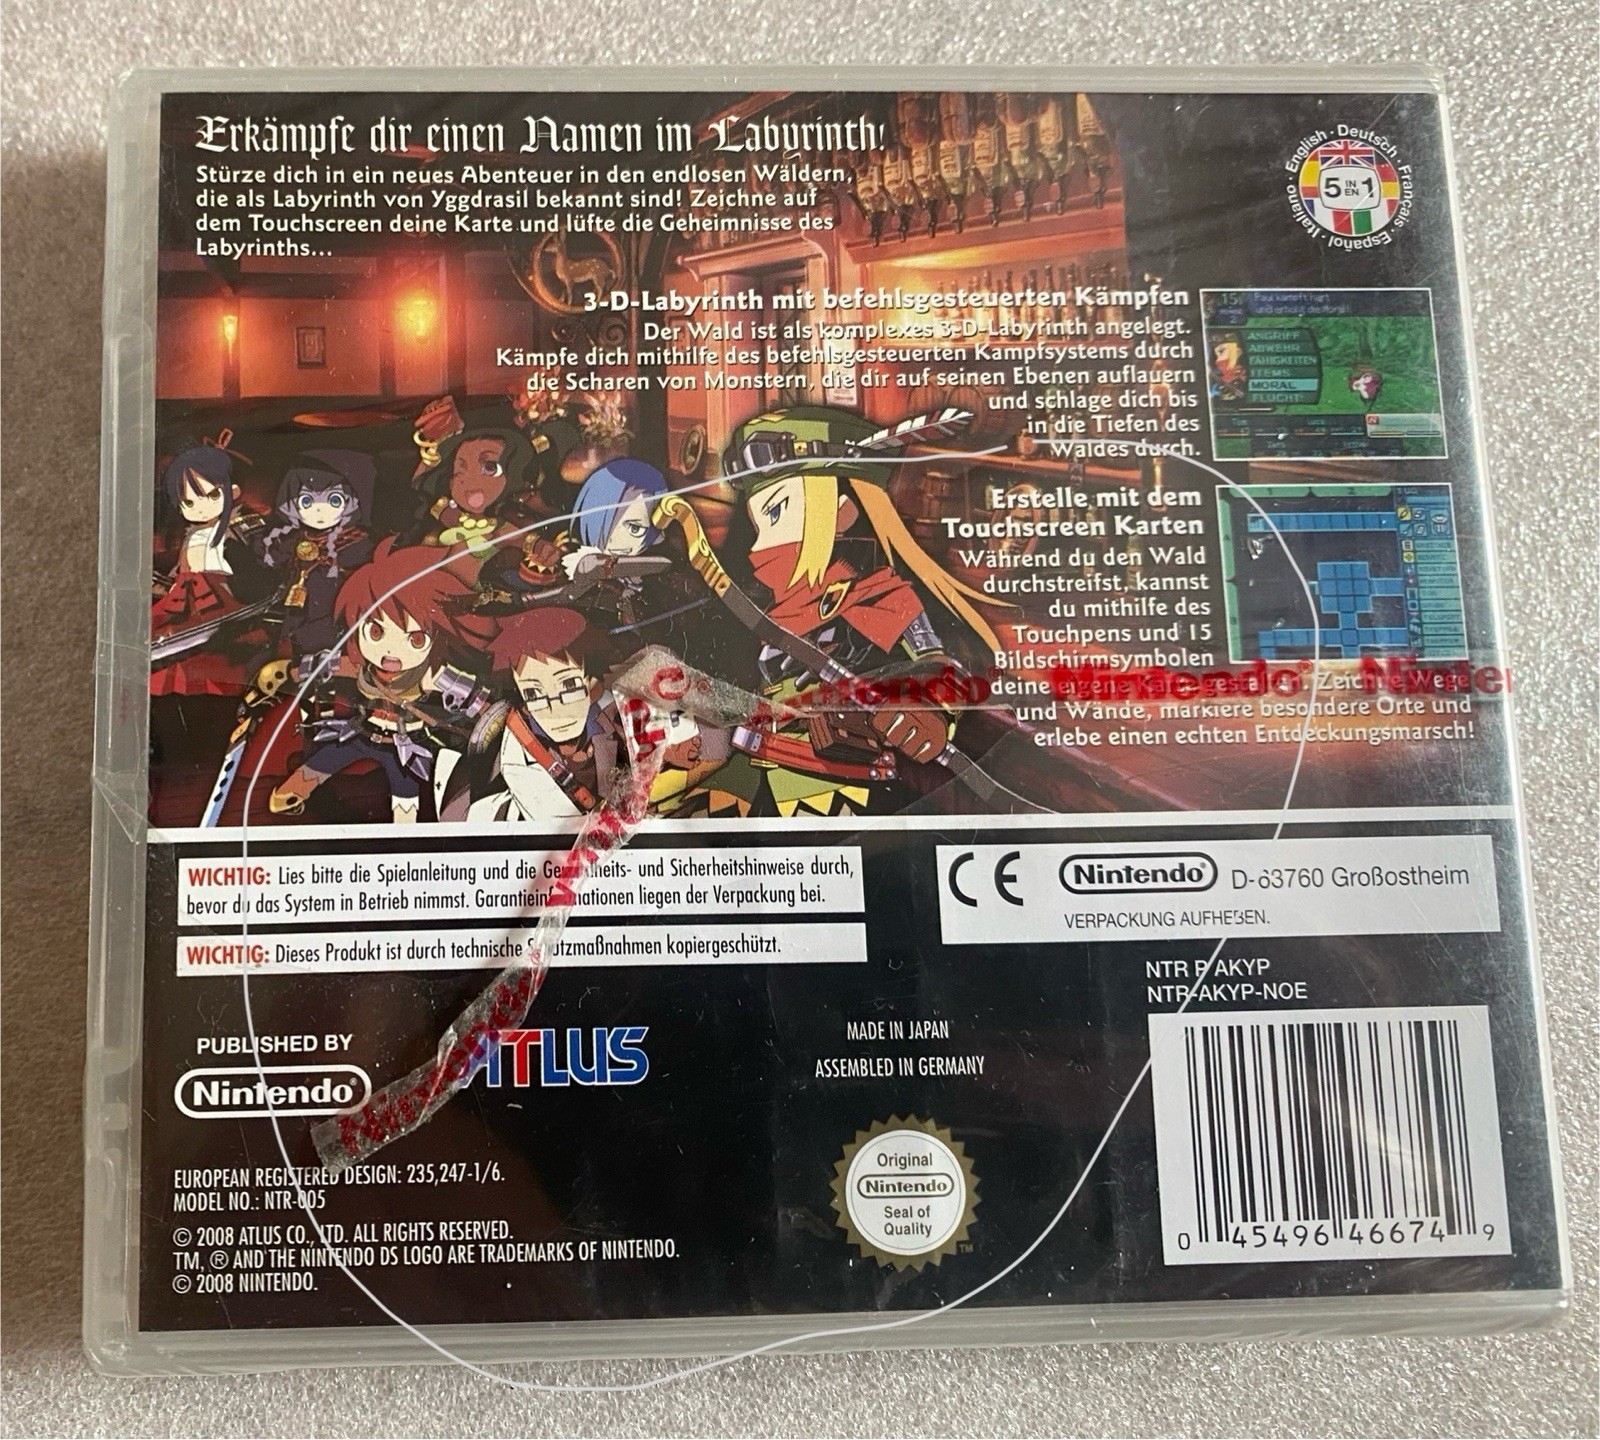 Erkämpfe dir einen Namen im Labyrinth!
Stürze dich in ein neues Abenteuer in den endlosen Wäldern,
die als Labyrinth von Yggdrasil bekannt sind! Zeichne auf
dem Touchscreen deine Karte und lüfte die Geheimnisse des
Labyrinths...
English · Deutsch · Français · Español · Italiano ·
5 IN EN 1
3-D-Labyrinth mit befehlsgesteuerten Kämpfen
Der Wald ist als komplexes 3-D-Labyrinth angelegt.
Kämpfe dich mithilfe des befehlsgesteuerten Kampfsystems durch
die Scharen von Monstern, die dir auf seinen Ebenen auflauern
und schlage dich bis
in die Tiefen des
Waldes durch.
ANGRIFF
ABWEHR
FÄHIGKEITEN
ITEMS
MORAL
FLUCHT
Erstelle mit dem
Touchscreen Karten
Während du den Wald
durchstreifst, kannst
du mithilfe des
Touchpens und 15
Bildschirmsymbolen
deine eigene Karte gestalten. Zeichne Wege
und Wände, markiere besondere Orte und
erlebe einen echten Entdeckungsmarsch!
Nintendo®
WICHTIG: Lies bitte die Spielanleitung und die Ge heits- und Sicherheitshinweise durch,
bevor du das System in Betrieb nimmst. Garantieinf ationen liegen der Verpackung bei.
WICHTIG: Dieses Produkt ist durch technische S utzmaßnahmen kopiergeschützt.
CE Nintendo® D-63760 Großostheim
VERPACKUNG AUFHEBEN.
NTR P AKYP
NTR-AKYP-NOE
PUBLISHED BY
Nintendo®
ATLUS
Nintendo
MADE IN JAPAN
ASSEMBLED IN GERMANY
Original
Nintendo
Seal of
Quality
TM
EUROPEAN REGISTERED DESIGN: 235,247-1/6.
MODEL NO.: NTR-005
© 2008 ATLUS CO., LTD. ALL RIGHTS RESERVED.
TM, ® AND THE NINTENDO DS LOGO ARE TRADEMARKS OF NINTENDO.
© 2008 NINTENDO.
0 45496 46674 9